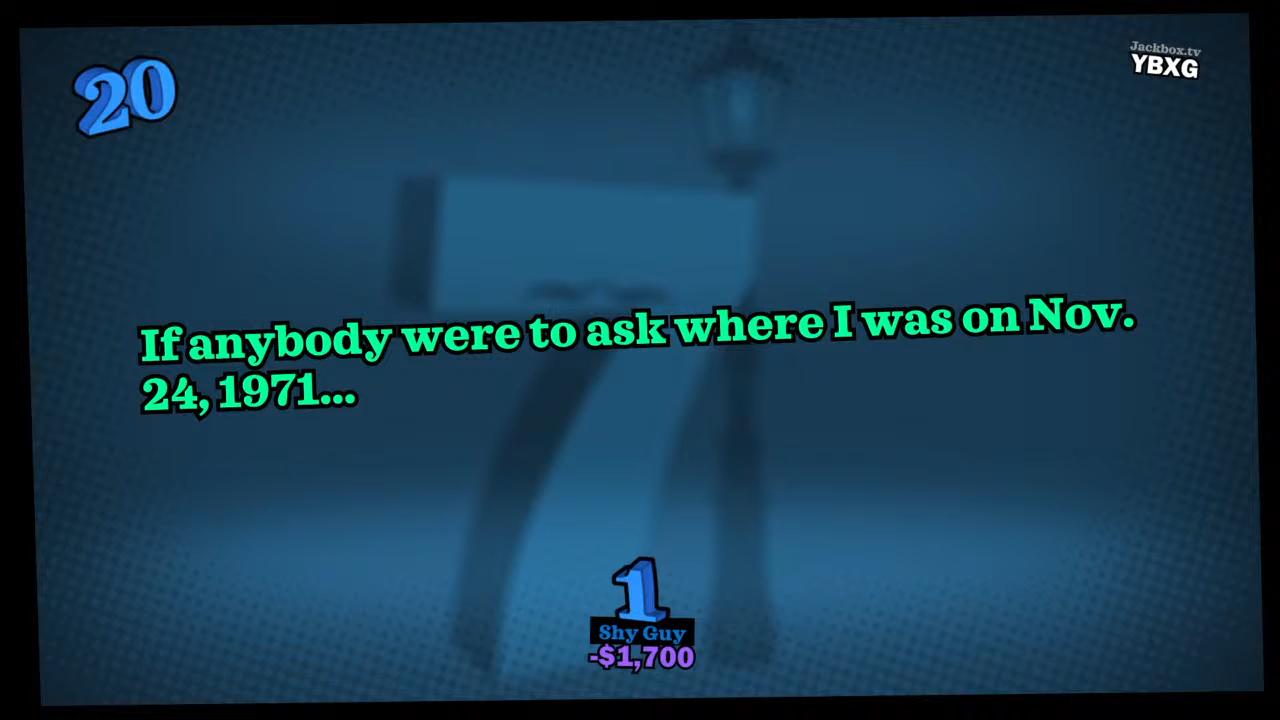 20
Jackbox.tv
YBXG
If anybody were to ask where I was on Nov.
24, 1971...
1
Shy Guy
-$1,700